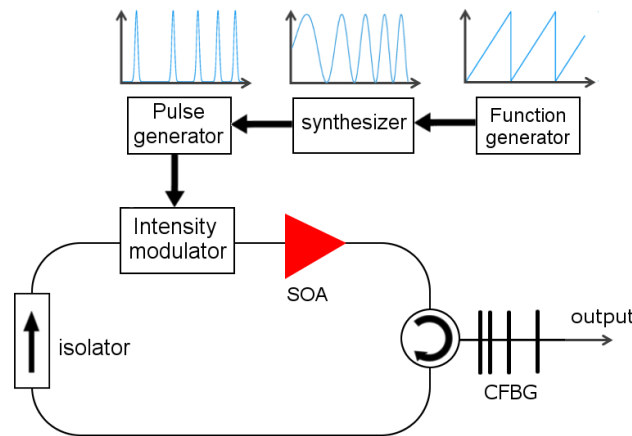 Pulse
generator
synthesizer
Function
generator
Intensity
modulator
SOA
isolator
output
CFBG